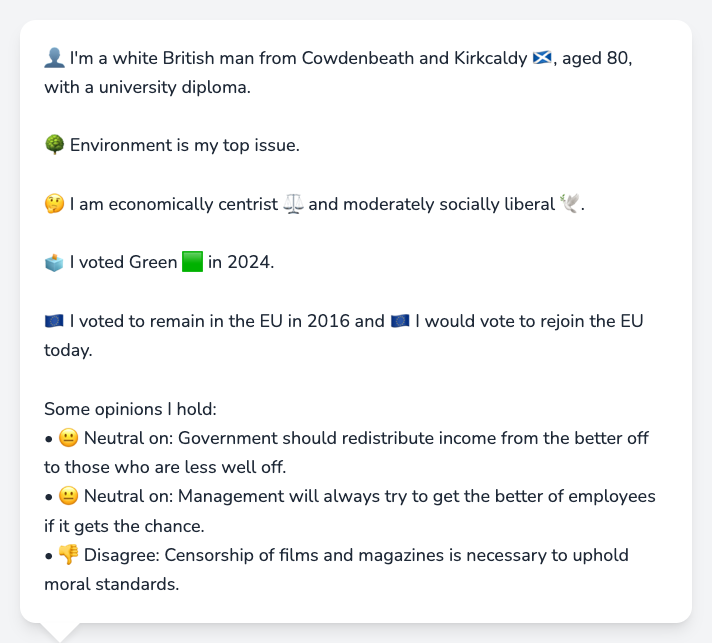 👤 I'm a white British man from Cowdenbeath and Kirkcaldy 🏴󠁧󠁢󠁳󠁣󠁴󠁿, aged 80,
with a university diploma.
🌳 Environment is my top issue.
🤔 I am economically centrist ⚖️ and moderately socially liberal 🕊️.
🗳️ I voted Green 🟩 in 2024.
🇪🇺 I voted to remain in the EU in 2016 and 🇪🇺 I would vote to rejoin the EU
today.
Some opinions I hold:
• 😐 Neutral on: Government should redistribute income from the better off
to those who are less well off.
• 😐 Neutral on: Management will always try to get the better of employees
if it gets the chance.
• 👎 Disagree: Censorship of films and magazines is necessary to uphold
moral standards.